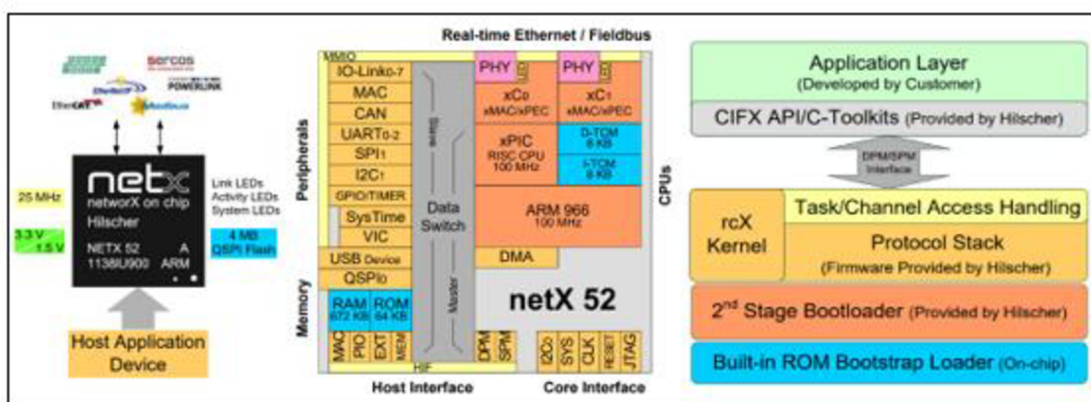 sercos
EtherNet/IP
POWERLINK
EtherCAT
Modbus
netx
networX on chip
Hilscher
NETX 52 A
1138IU900 ARM
25 MHz
3.3 V
1.5 V
Link LEDs
Activity LEDs
System LEDs
4 MB
QSPI Flash
Host Application
Device
Real-time Ethernet / Fieldbus
Peripherals
Memory
MMIO
IO-Link0-7
MAC
CAN
UART0-2
SPI1
I2C1
GPIO/TIMER
SysTime
VIC
USB Device
QSPI0
RAM
672 KB
ROM
64 KB
MAC
PIO
EXT
MEM
HIF
Slave
Data
Switch
Master
PHY
LED
PHY
LED
xC0
xMAC/xPEC
xC1
xMAC/xPEC
xPIC
RISC CPU
100 MHz
D-TCM
8 KB
I-TCM
8 KB
ARM 966
100 MHz
DMA
CPUs
netX 52
DPM
SPM
I2C0
SYS
CLK
RESET
JTAG
Host Interface
Core Interface
Application Layer
(Developed by Customer)
CIFX API/C-Toolkits (Provided by Hilscher)
DPM/SPM
Interface
rcX
Kernel
Task/Channel Access Handling
Protocol Stack
(Firmware Provided by Hilscher)
2nd Stage Bootloader (Provided by Hilscher)
Built-in ROM Bootstrap Loader (On-chip)